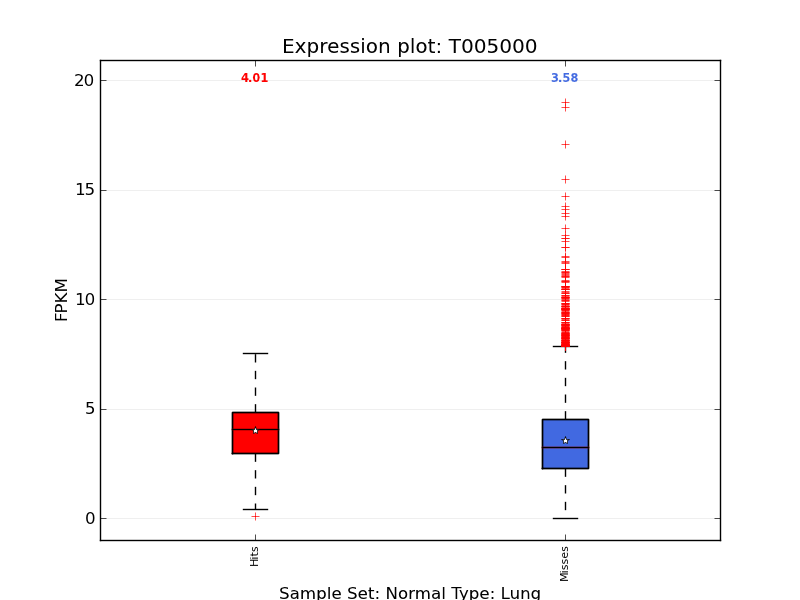 Expression plot: T005000
4.01
3.58
20
15
10
5
0
FPKM
Hits
Misses
Sample Set: Normal Type: Lung